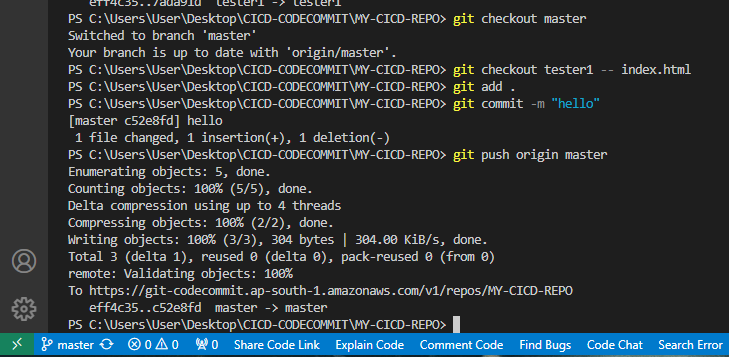 eff4c35..7ada91d  tester1 -> tester1
PS C:\Users\User\Desktop\CICD-CODECOMMIT\MY-CICD-REPO> git checkout master
Switched to branch 'master'
Your branch is up to date with 'origin/master'.
PS C:\Users\User\Desktop\CICD-CODECOMMIT\MY-CICD-REPO> git checkout tester1 -- index.html
PS C:\Users\User\Desktop\CICD-CODECOMMIT\MY-CICD-REPO> git add .
PS C:\Users\User\Desktop\CICD-CODECOMMIT\MY-CICD-REPO> git commit -m "hello"
[master c52e8fd] hello
 1 file changed, 1 insertion(+), 1 deletion(-)
PS C:\Users\User\Desktop\CICD-CODECOMMIT\MY-CICD-REPO> git push origin master
Enumerating objects: 5, done.
Counting objects: 100% (5/5), done.
Delta compression using up to 4 threads
Compressing objects: 100% (2/2), done.
Writing objects: 100% (3/3), 304 bytes | 304.00 KiB/s, done.
Total 3 (delta 1), reused 0 (delta 0), pack-reused 0 (from 0)
remote: Validating objects: 100%
To https://git-codecommit.ap-south-1.amazonaws.com/v1/repos/MY-CICD-REPO
   eff4c35..c52e8fd  master -> master
PS C:\Users\User\Desktop\CICD-CODECOMMIT\MY-CICD-REPO>
master 0 0 0 Share Code Link Explain Code Comment Code Find Bugs Code Chat Search Error